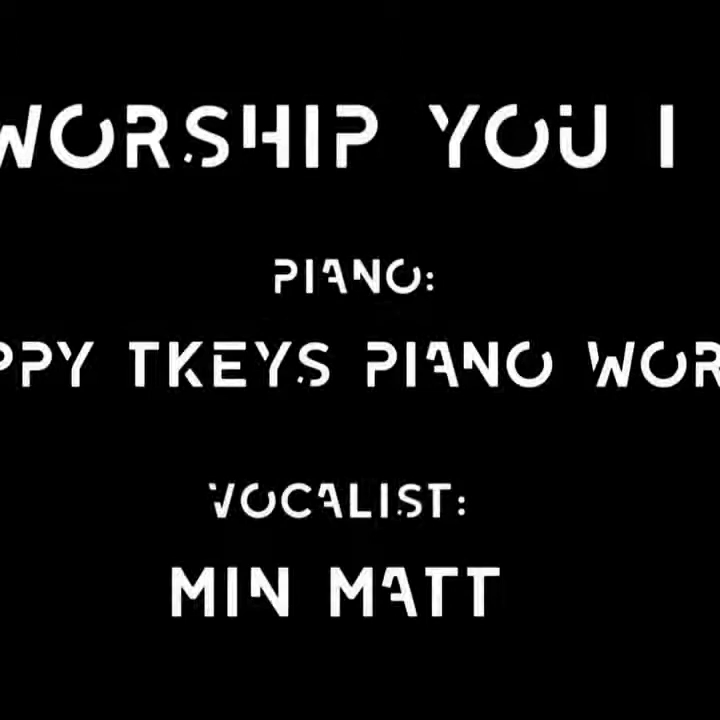 WORSHIP YOU I
PIANO:
PPY TKEYS PIANO WOR
VOCALIST:
MIN MATT